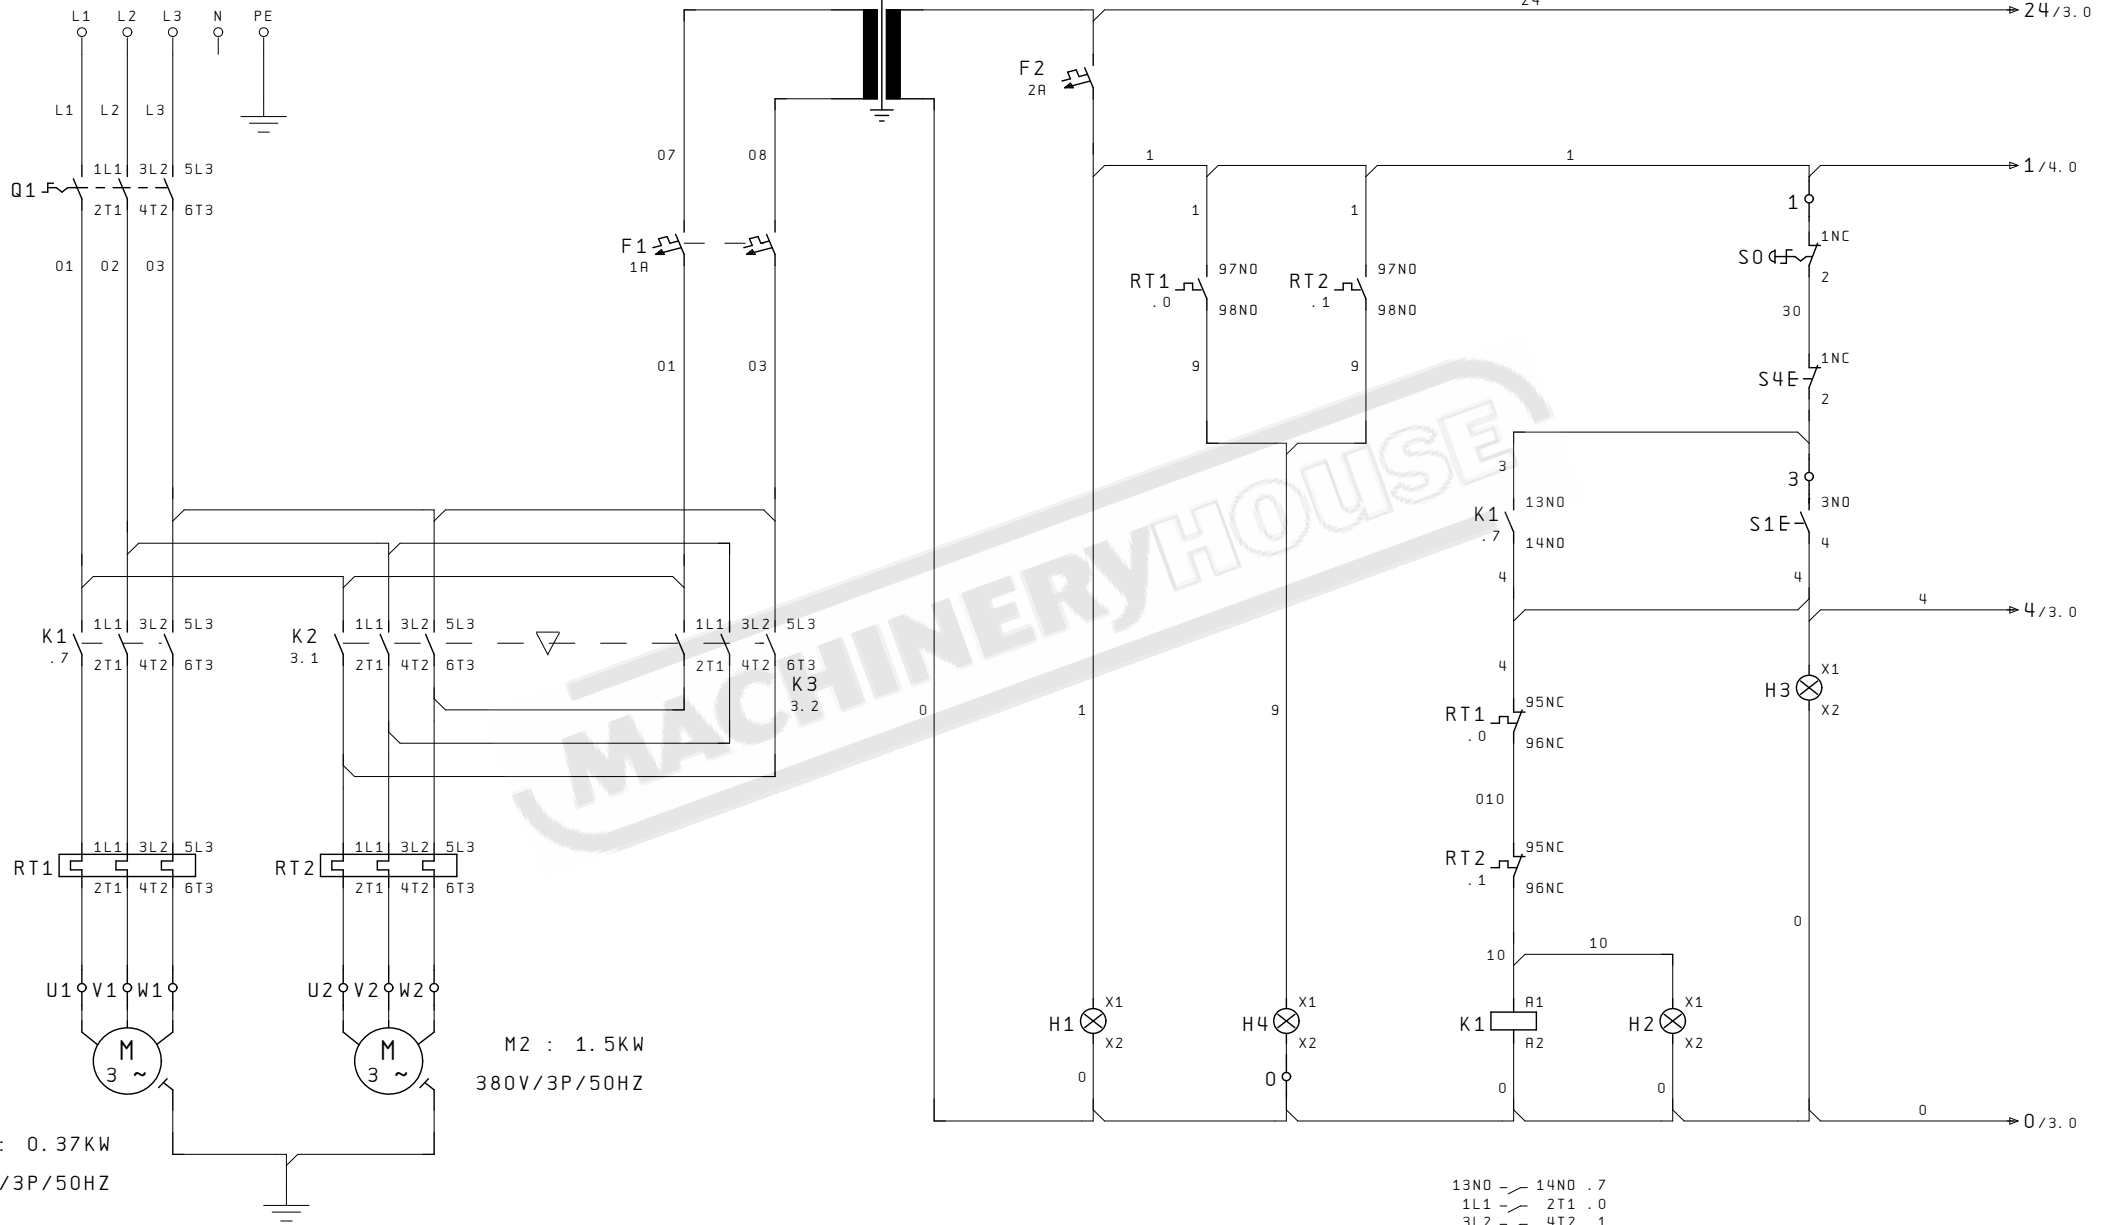 L1 L2 L3 N PE
24
24/3.0
F2
2A
L1 L2 L3
07 08
1 1
1/4.0
1L1 3L2 5L3
Q1
2T1 4T2 6T3
1
1 1
1NC
S0
2
F1
1A
01 02 03
97NO 97NO
RT1 RT2
.0 .1
98NO 98NO
30
01 03
9 9
1NC
S4
2
3
3
13NO 3NO
K1 S1
.7
14NO 4
4 4
4
4/3.0
1L1 3L2 5L3 1L1 3L2 5L3 1L1 3L2 5L3
K1 K2
.7 3.1
2T1 4T2 6T3 2T1 4T2 6T3 2T1 4T2 6T3
K3
3.2
4
X1
H3
X2
MACHINERYHOUSE
0 1 9
95NC
RT1
.0
96NC
010
1L1 3L2 5L3 1L1 3L2 5L3
RT1 RT2
2T1 4T2 6T3 2T1 4T2 6T3
95NC
RT2
.1
96NC
0
10 10
U1 V1 W1 U2 V2 W2
X1 X1 A1 X1
H1 H4 K1 H2
X2 X2 A2 X2
M M
3 ~ 3 ~
M2 : 1.5KW
380V/3P/50HZ
0 0 0 0
0
0/3.0
: 0.37KW
/3P/50HZ
13NO 14NO .7
1L1 2T1 .0
3L2 4T2 .1